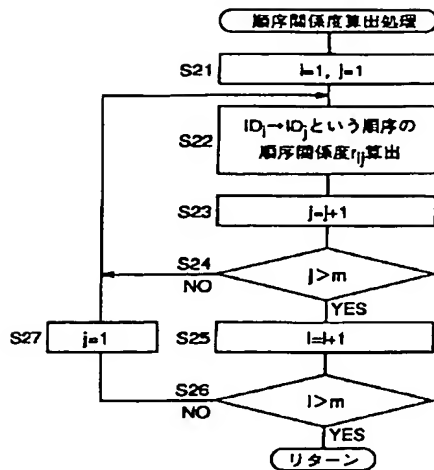 順序関係度算出処理
S21
i=1, j=1
S22
IDi→IDjという順序の
順序関係度rij算出
S23
j=j+1
S24
NO
j>m
YES
S27
j=1
S25
i=i+1
S26
NO
i>m
YES
リターン